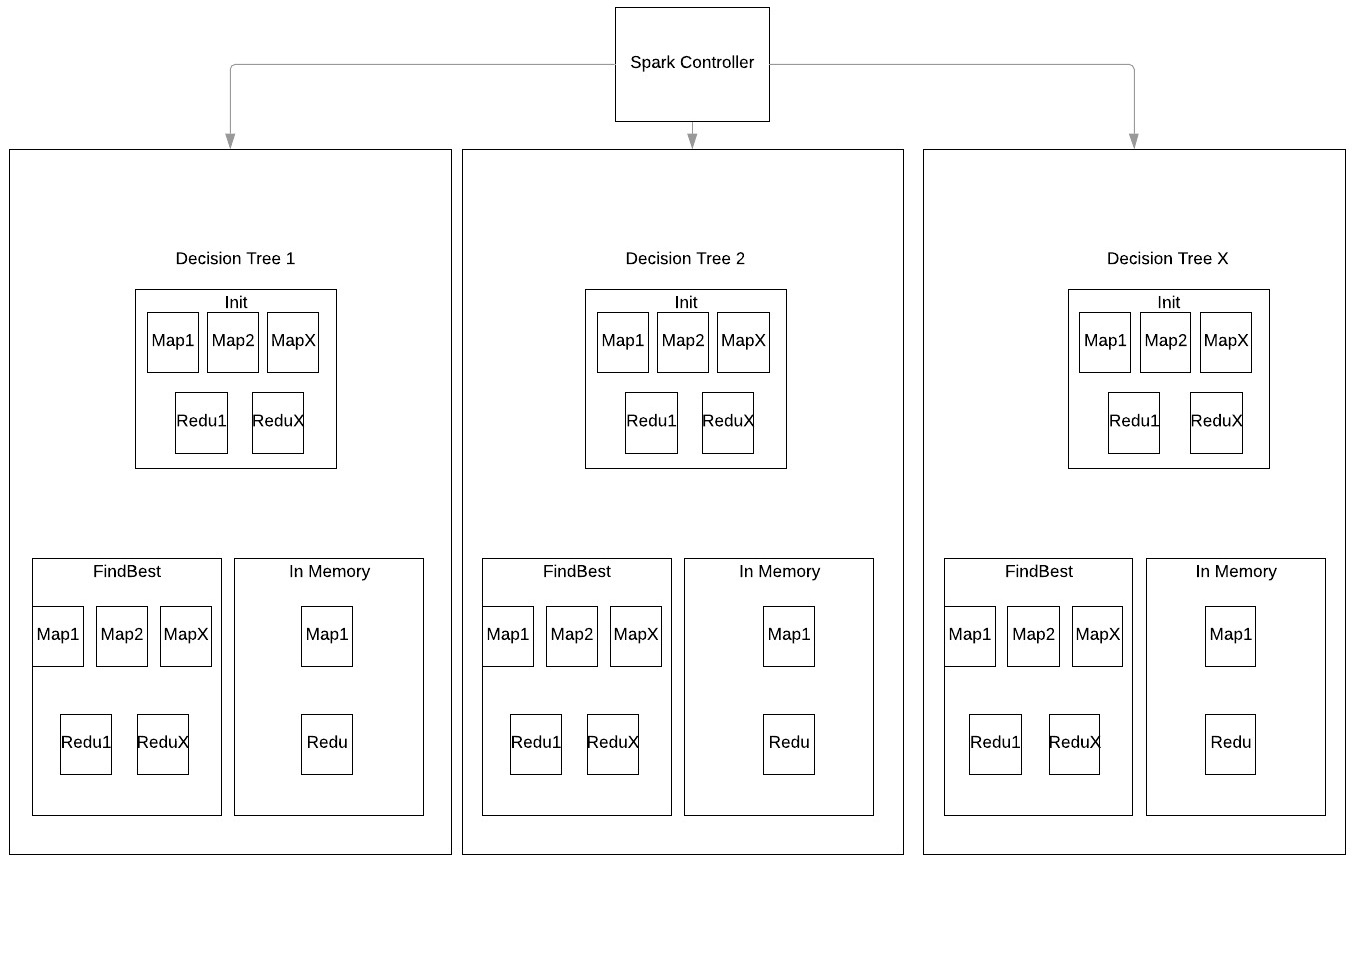 Spark Controller
Decision Tree 1
Init
Map1 Map2 MapX
Redu1 ReduX
FindBest
Map1 Map2 MapX
Redu1 ReduX
In Memory
Map1
Redu
Decision Tree 2
Init
Map1 Map2 MapX
Redu1 ReduX
FindBest
Map1 Map2 MapX
Redu1 ReduX
In Memory
Map1
Redu
Decision Tree X
Init
Map1 Map2 MapX
Redu1 ReduX
FindBest
Map1 Map2 MapX
Redu1 ReduX
In Memory
Map1
Redu